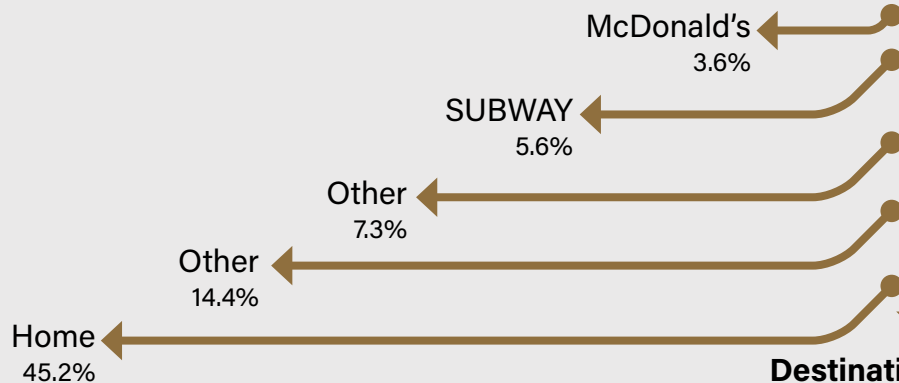 McDonald’s
3.6%
SUBWAY
5.6%
Other
7.3%
Other
14.4%
Home
45.2%